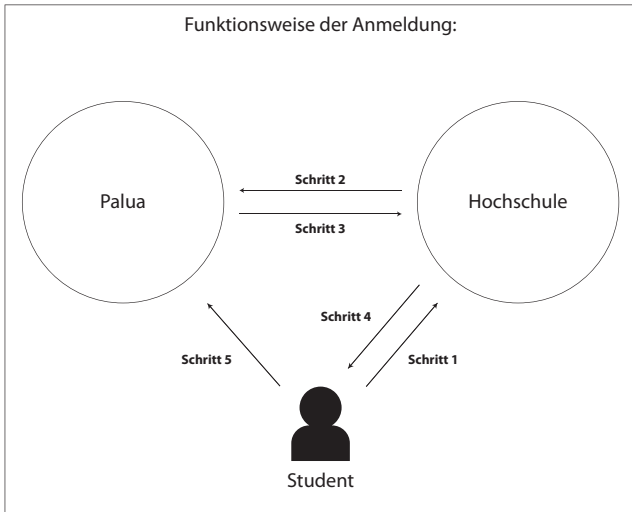 Funktionsweise der Anmeldung:
Schritt 2
Palua
Hochschule
Schritt 3
Schritt 4
Schritt 5
Schritt 1
Student